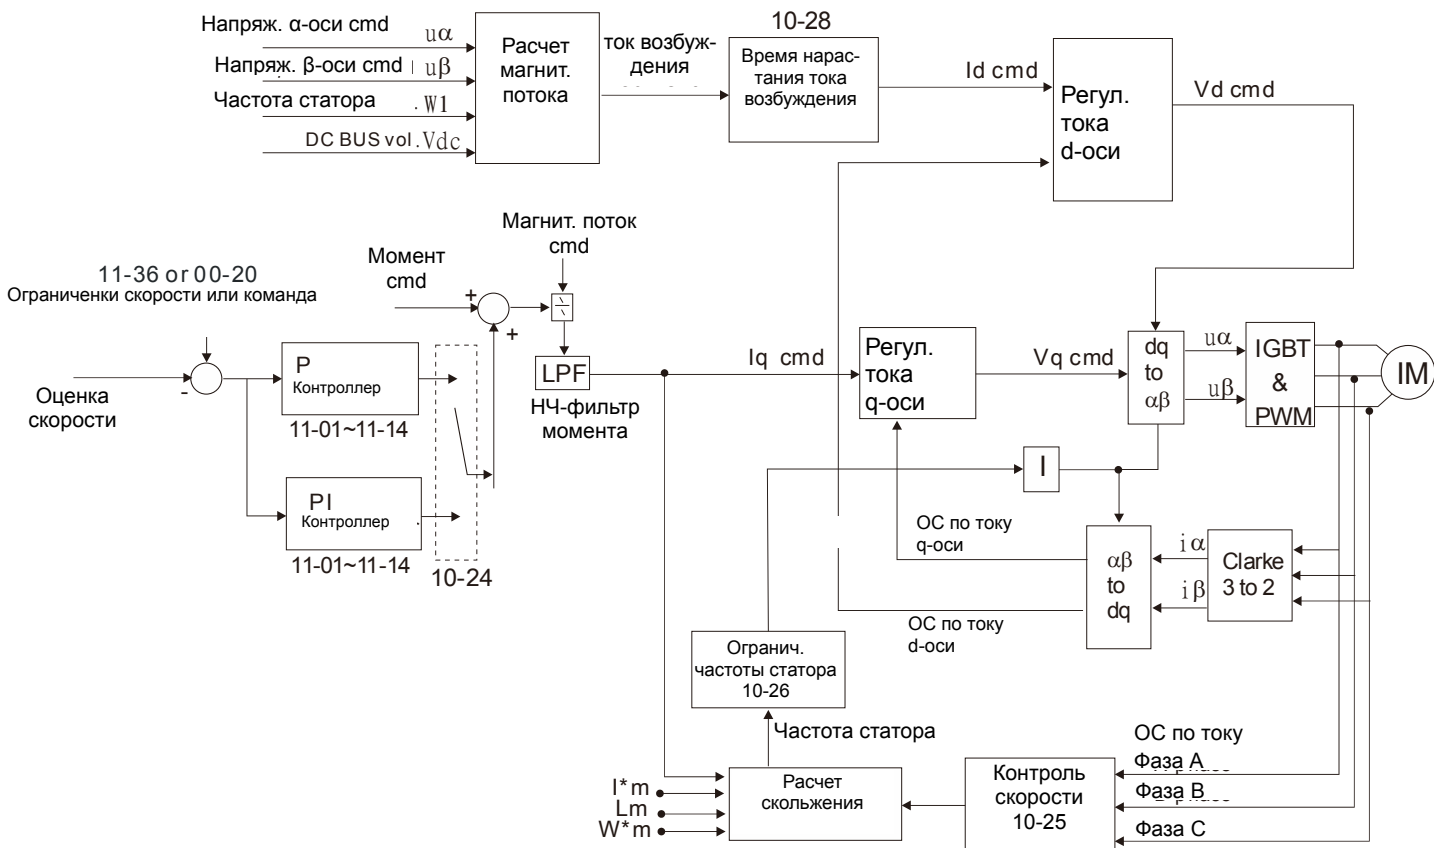 Напряж. α-оси cmd
uα
Напряж. β-оси cmd
uβ
Частота статора
.W1
DC BUS vol.Vdc
Расчет
магнит.
потока
ток возбуж-
дения
10-28
Время нарас-
тания тока
возбуждения
Id cmd
Регул.
тока
d-оси
Vd cmd
Магнит. поток
cmd
Момент
cmd
11-36 or 00-20
Ограниченки скорости или команда
+
+
÷
-
Оценка
скорости
P
Контроллер
11-01~11-14
PI
Контроллер
11-01~11-14
10-24
LPF
НЧ-фильтр
момента
Iq cmd
Регул.
тока
q-оси
Vq cmd
dq
to
αβ
uα
uβ
IGBT
&
PWM
IM
I
ОС по току
q-оси
αβ
to
dq
iα
iβ
Clarke
3 to 2
ОС по току
d-оси
Огранич.
частоты статора
10-26
Частота статора
I*m
Lm
W*m
Расчет
скольжения
Контроль
скорости
10-25
ОС по току
Фаза A
Фаза B
Фаза C